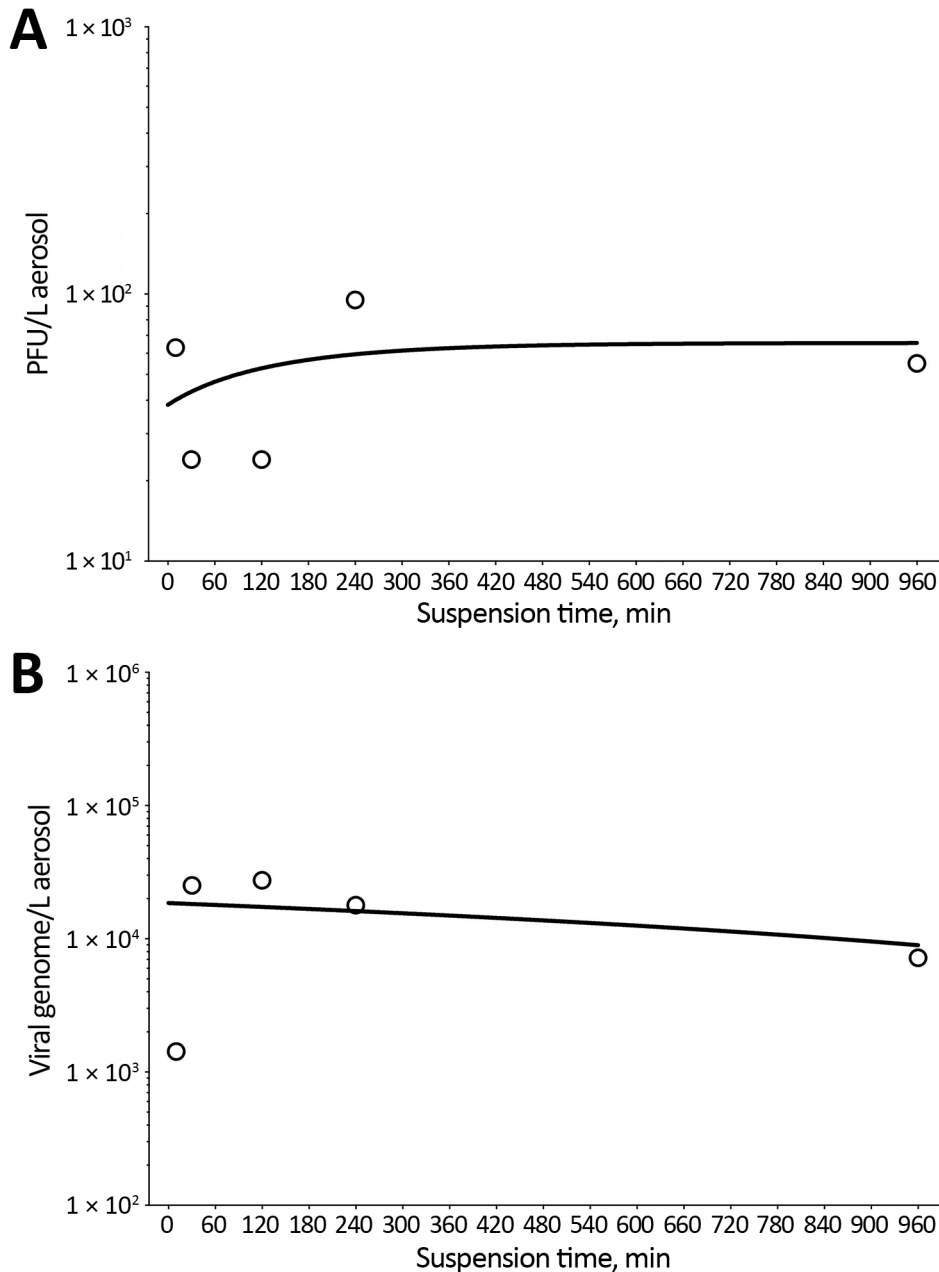 A
1 × 10³
1 × 10²
1 × 10¹
PFU/L aerosol
0 60 120 180 240 300 360 420 480 540 600 660 720 780 840 900 960
Suspension time, min
B
1 × 10⁶
1 × 10⁵
1 × 10⁴
1 × 10³
1 × 10²
Viral genome/L aerosol
0 60 120 180 240 300 360 420 480 540 600 660 720 780 840 900 960
Suspension time, min